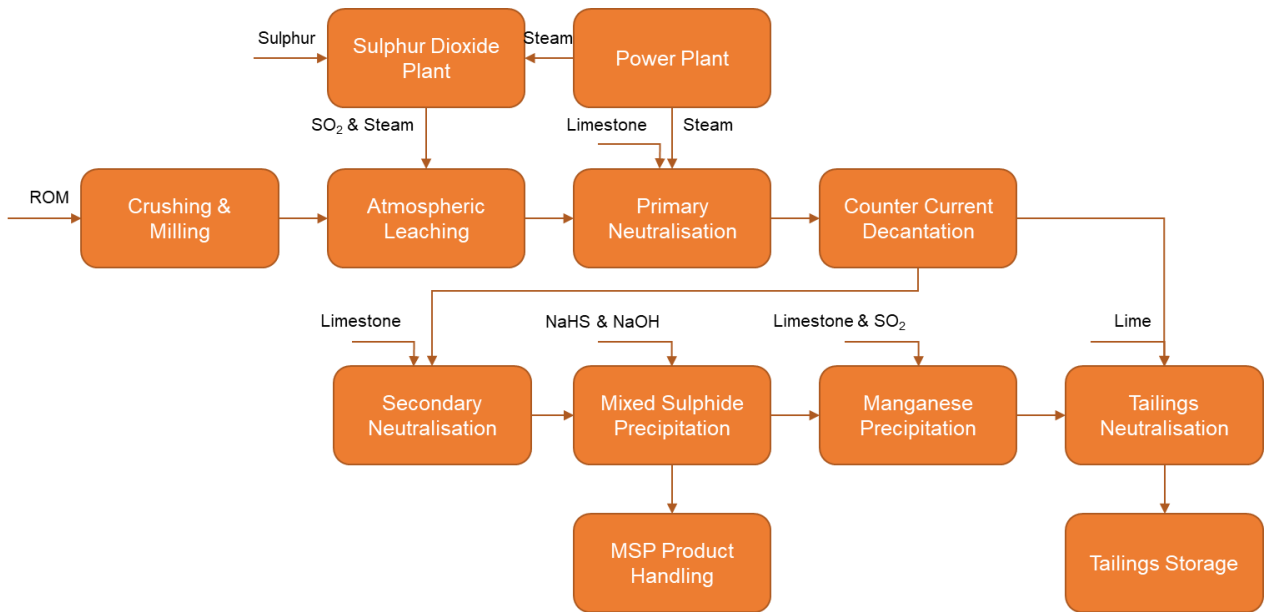 Sulphur
Sulphur Dioxide
Plant
Steam
Power Plant
SO₂ & Steam
Limestone
Steam
ROM
Crushing &
Milling
Atmospheric
Leaching
Primary
Neutralisation
Counter Current
Decantation
Limestone
NaHS & NaOH
Limestone & SO₂
Lime
Secondary
Neutralisation
Mixed Sulphide
Precipitation
Manganese
Precipitation
Tailings
Neutralisation
MSP Product
Handling
Tailings Storage